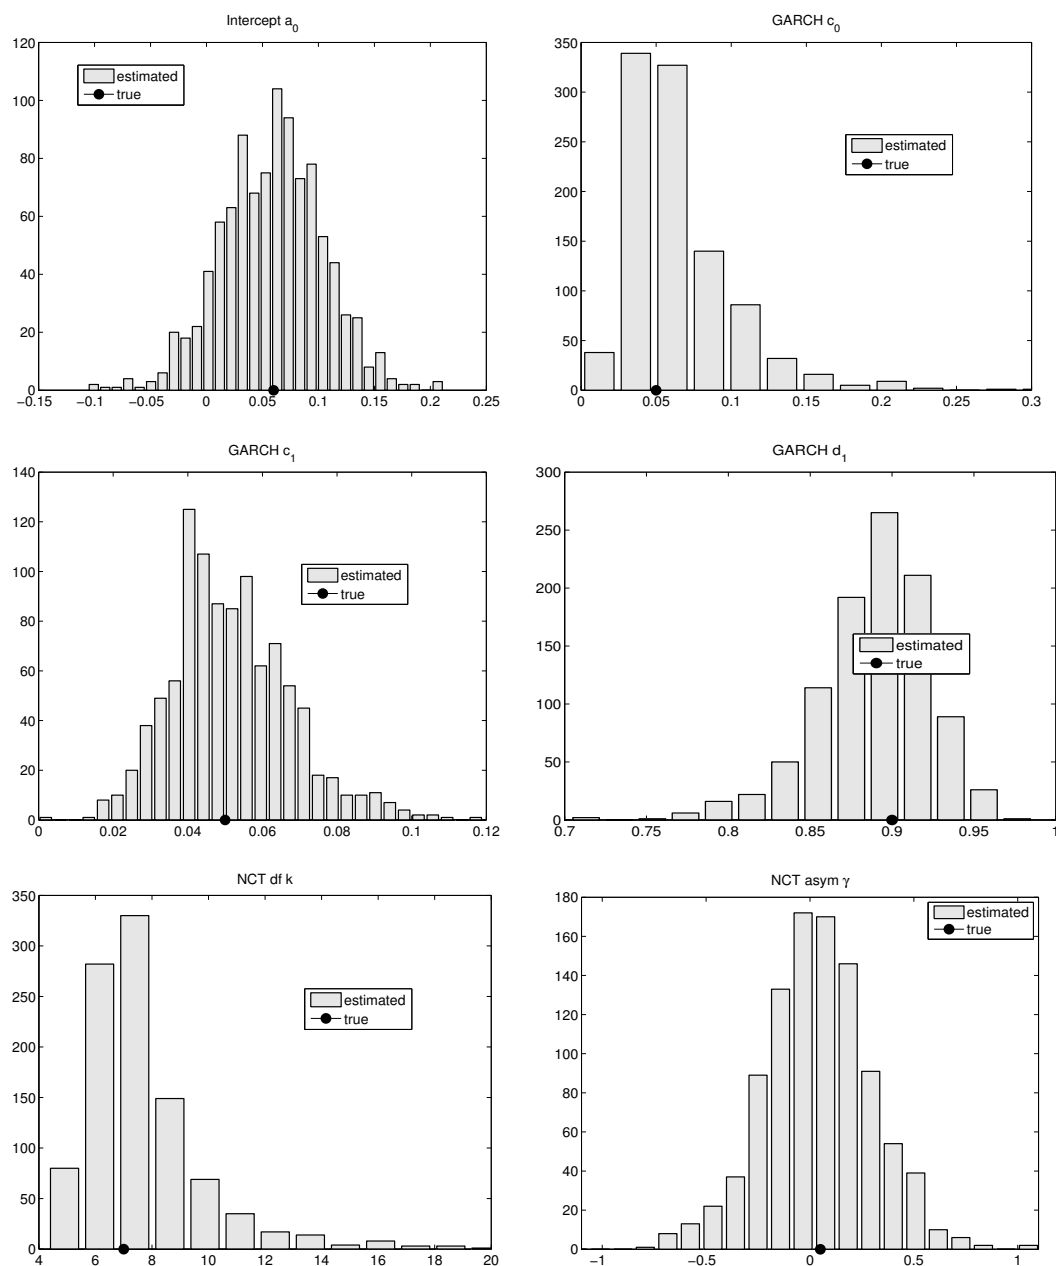 Intercept a0
120
100
80
60
40
20
0
−0.15 −0.1 −0.05 0 0.05 0.1 0.15 0.2 0.25
estimated
true
GARCH c0
350
300
250
200
150
100
50
0
0 0.05 0.1 0.15 0.2 0.25 0.3
estimated
true
GARCH c1
140
120
100
80
60
40
20
0
0 0.02 0.04 0.06 0.08 0.1 0.12
estimated
true
GARCH d1
300
250
200
150
100
50
0
0.7 0.75 0.8 0.85 0.9 0.95 1
estimated
true
NCT df k
350
300
250
200
150
100
50
0
4 6 8 10 12 14 16 18 20
estimated
true
NCT asym γ
180
160
140
120
100
80
60
40
20
0
−1 −0.5 0 0.5 1
estimated
true